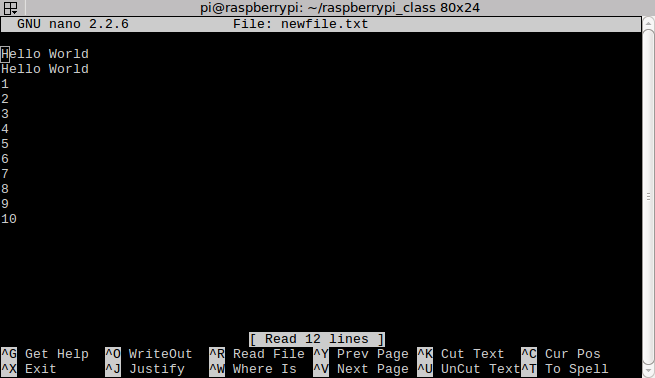 pi@raspberrypi: ~/raspberrypi_class 80x24
GNU nano 2.2.6 File: newfile.txt
Hello World
Hello World
1
2
3
4
5
6
7
8
9
10
[ Read 12 lines ]
^G Get Help ^O WriteOut ^R Read File ^Y Prev Page ^K Cut Text ^C Cur Pos
^X Exit ^J Justify ^W Where Is ^V Next Page ^U UnCut Text ^T To Spell